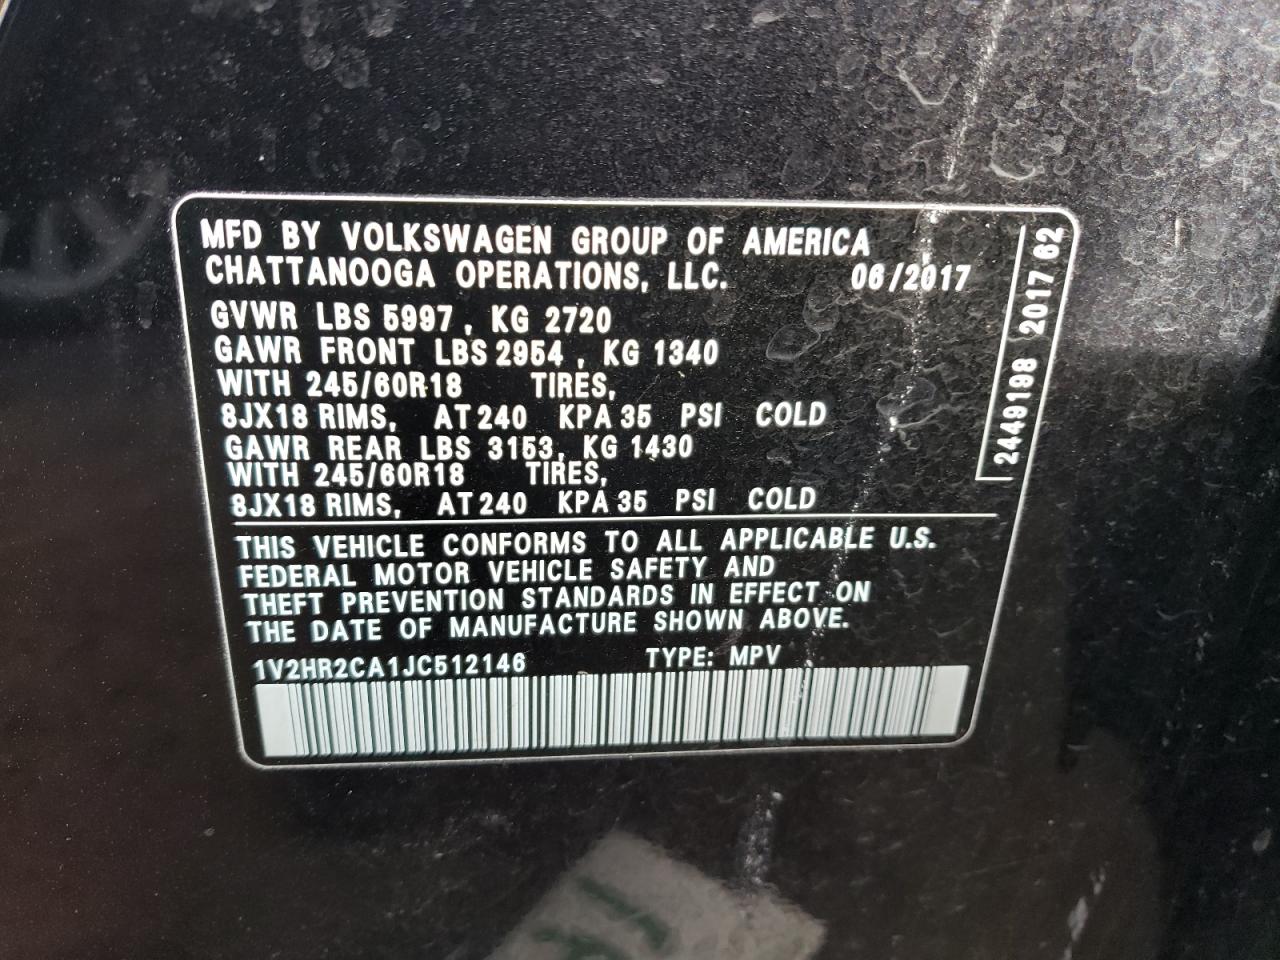 MFD BY VOLKSWAGEN GROUP OF AMERICA
CHATTANOOGA OPERATIONS, LLC. 06/2017
GVWR LBS 5997, KG 2720
GAWR FRONT LBS 2954, KG 1340
WITH 245/60R18 TIRES,
8JX18 RIMS, AT 240 KPA 35 PSI COLD
GAWR REAR LBS 3153, KG 1430
WITH 245/60R18 TIRES,
8JX18 RIMS, AT 240 KPA 35 PSI COLD
THIS VEHICLE CONFORMS TO ALL APPLICABLE U.S.
FEDERAL MOTOR VEHICLE SAFETY AND
THEFT PREVENTION STANDARDS IN EFFECT ON
THE DATE OF MANUFACTURE SHOWN ABOVE.
1V2HR2CA1JC512146 TYPE: MPV
2449198 2017 62